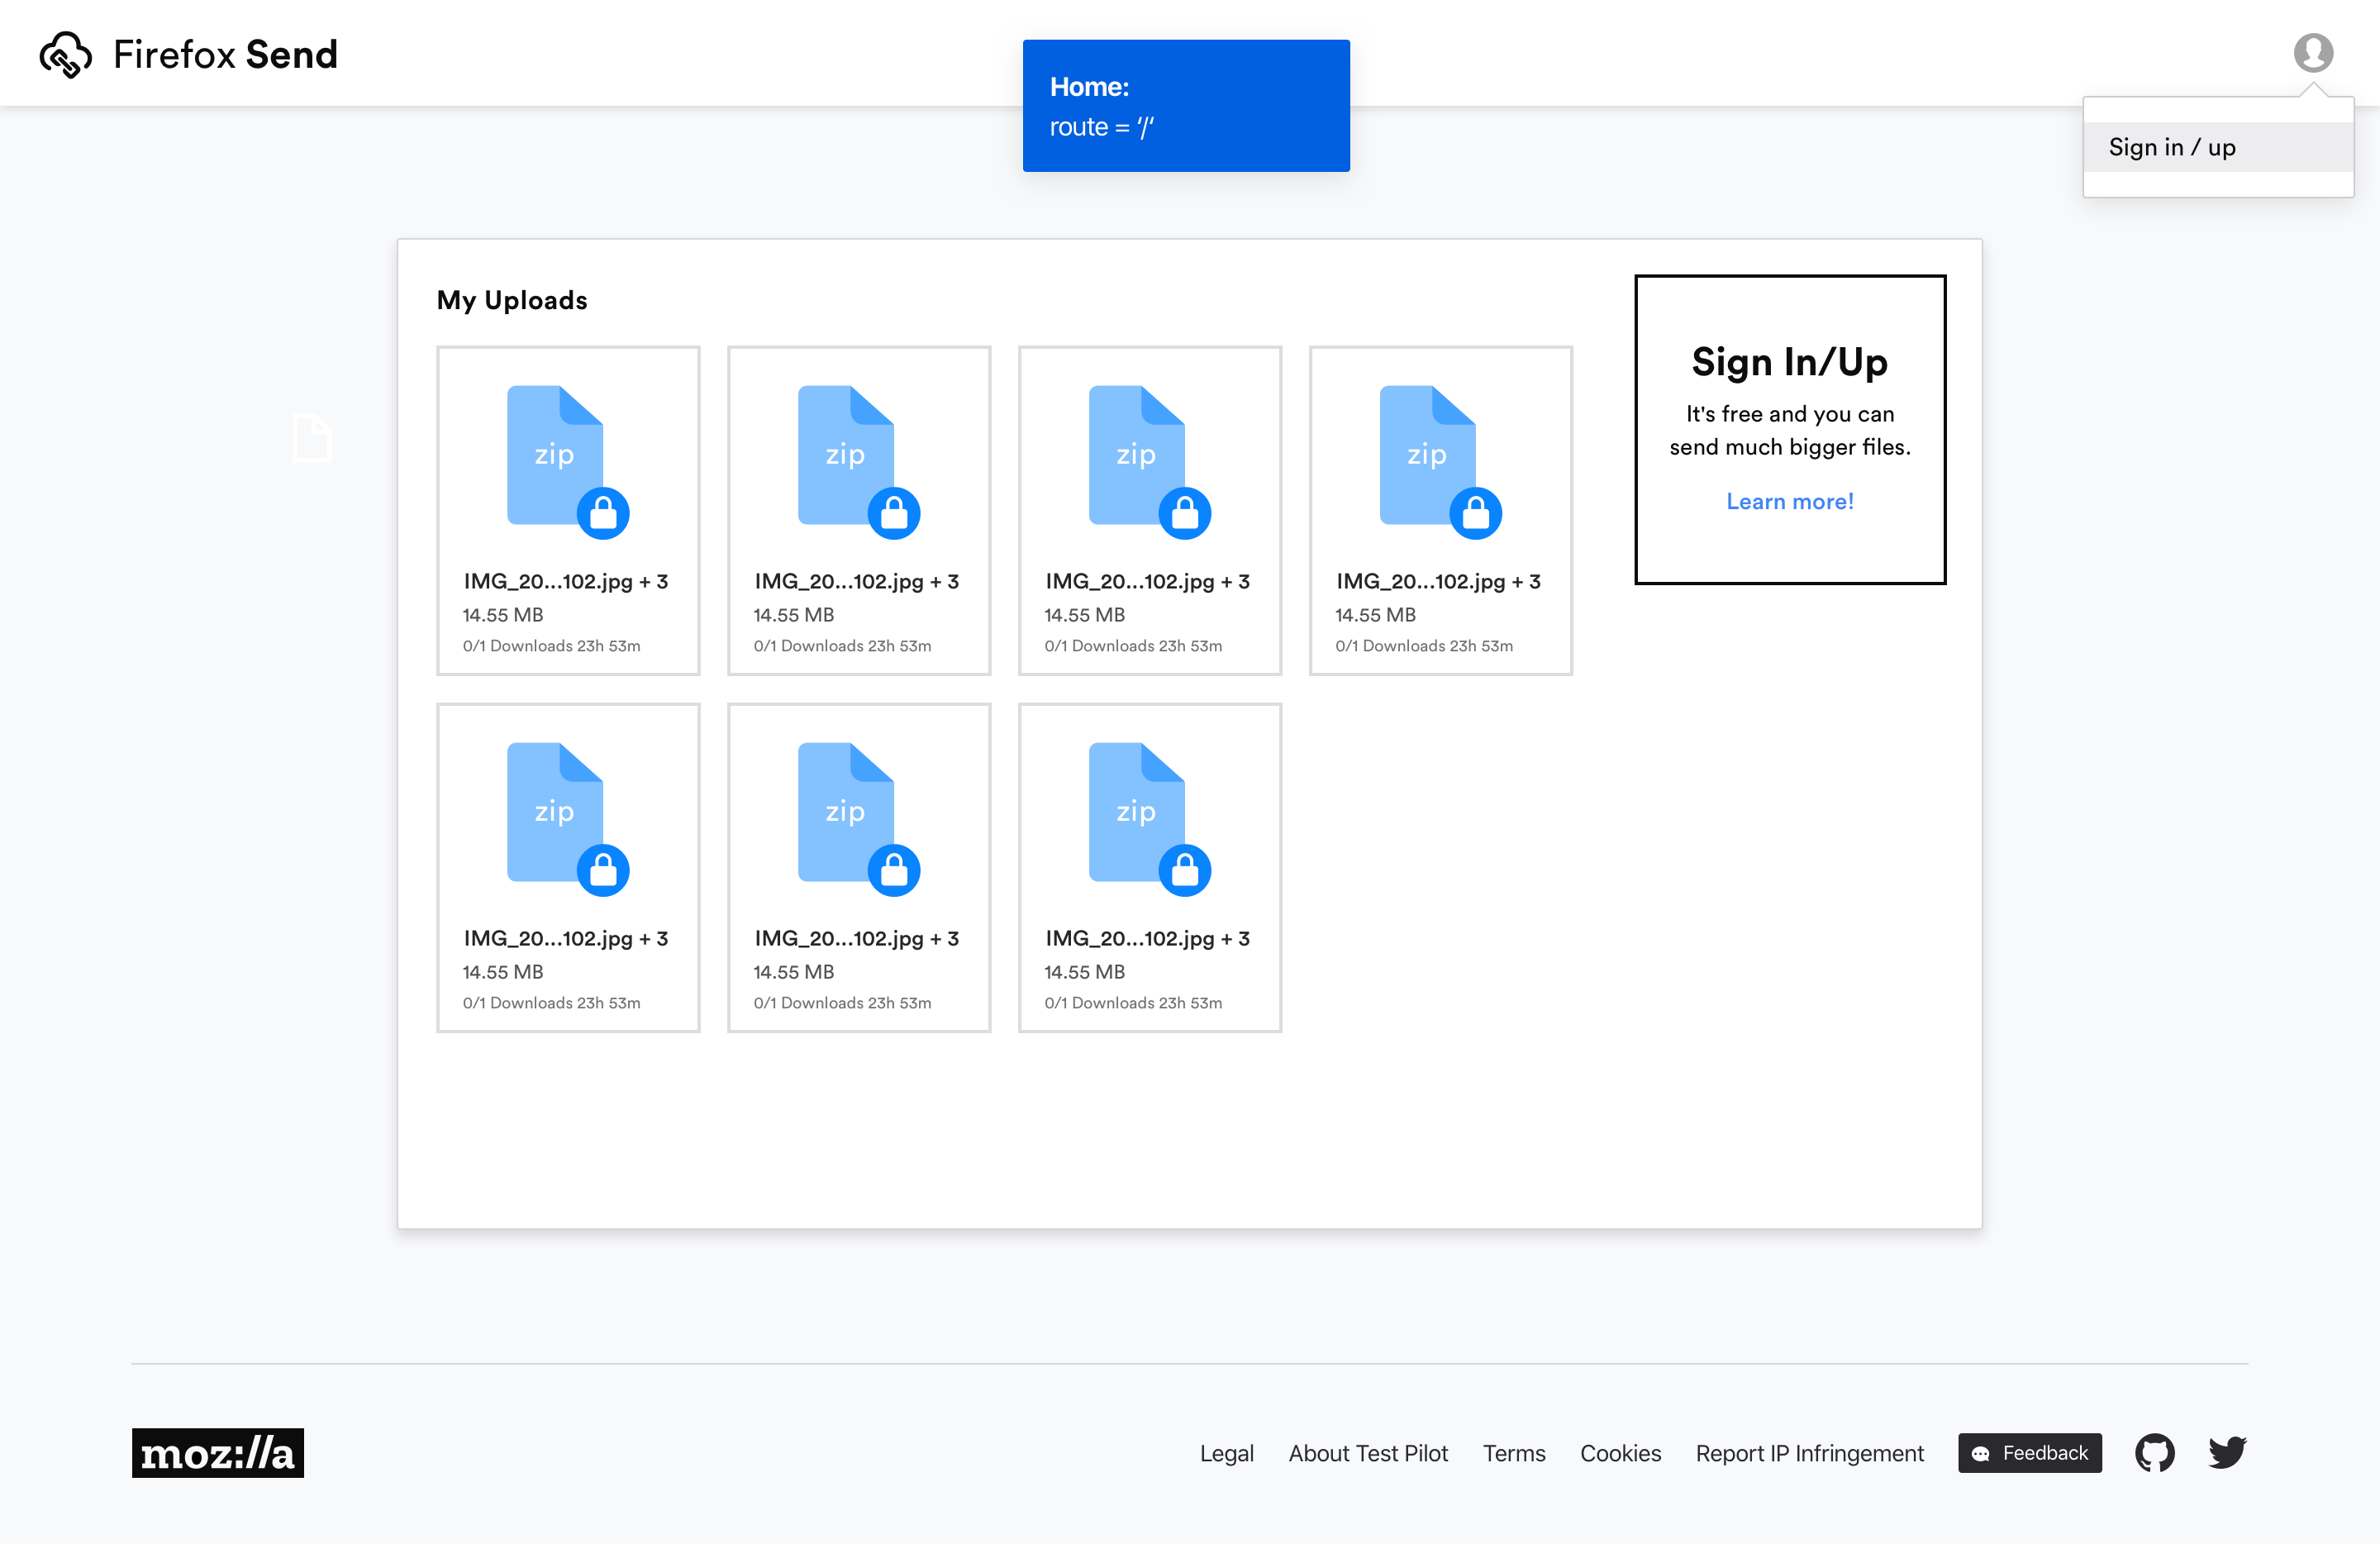 Firefox Send
Home:
route = ‘/‘
Sign in / up
My Uploads
zip
IMG_20...102.jpg + 3
14.55 MB
0/1 Downloads 23h 53m
zip
IMG_20...102.jpg + 3
14.55 MB
0/1 Downloads 23h 53m
zip
IMG_20...102.jpg + 3
14.55 MB
0/1 Downloads 23h 53m
zip
IMG_20...102.jpg + 3
14.55 MB
0/1 Downloads 23h 53m
Sign In/Up
It's free and you can
send much bigger files.
Learn more!
zip
IMG_20...102.jpg + 3
14.55 MB
0/1 Downloads 23h 53m
zip
IMG_20...102.jpg + 3
14.55 MB
0/1 Downloads 23h 53m
zip
IMG_20...102.jpg + 3
14.55 MB
0/1 Downloads 23h 53m
moz://a
Legal About Test Pilot Terms Cookies Report IP Infringement Feedback